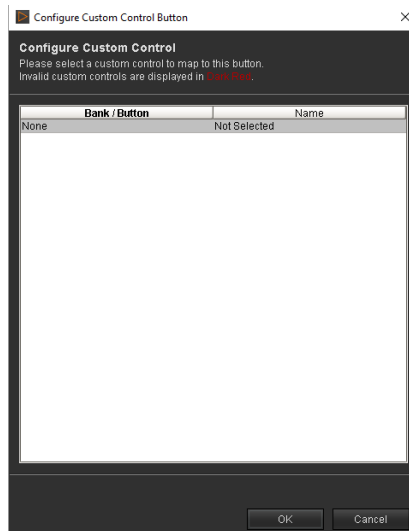 Configure Custom Control Button
Configure Custom Control
Please select a custom control to map to this button.
Invalid custom controls are displayed in
Bank / Button Name
None Not Selected
OK Cancel